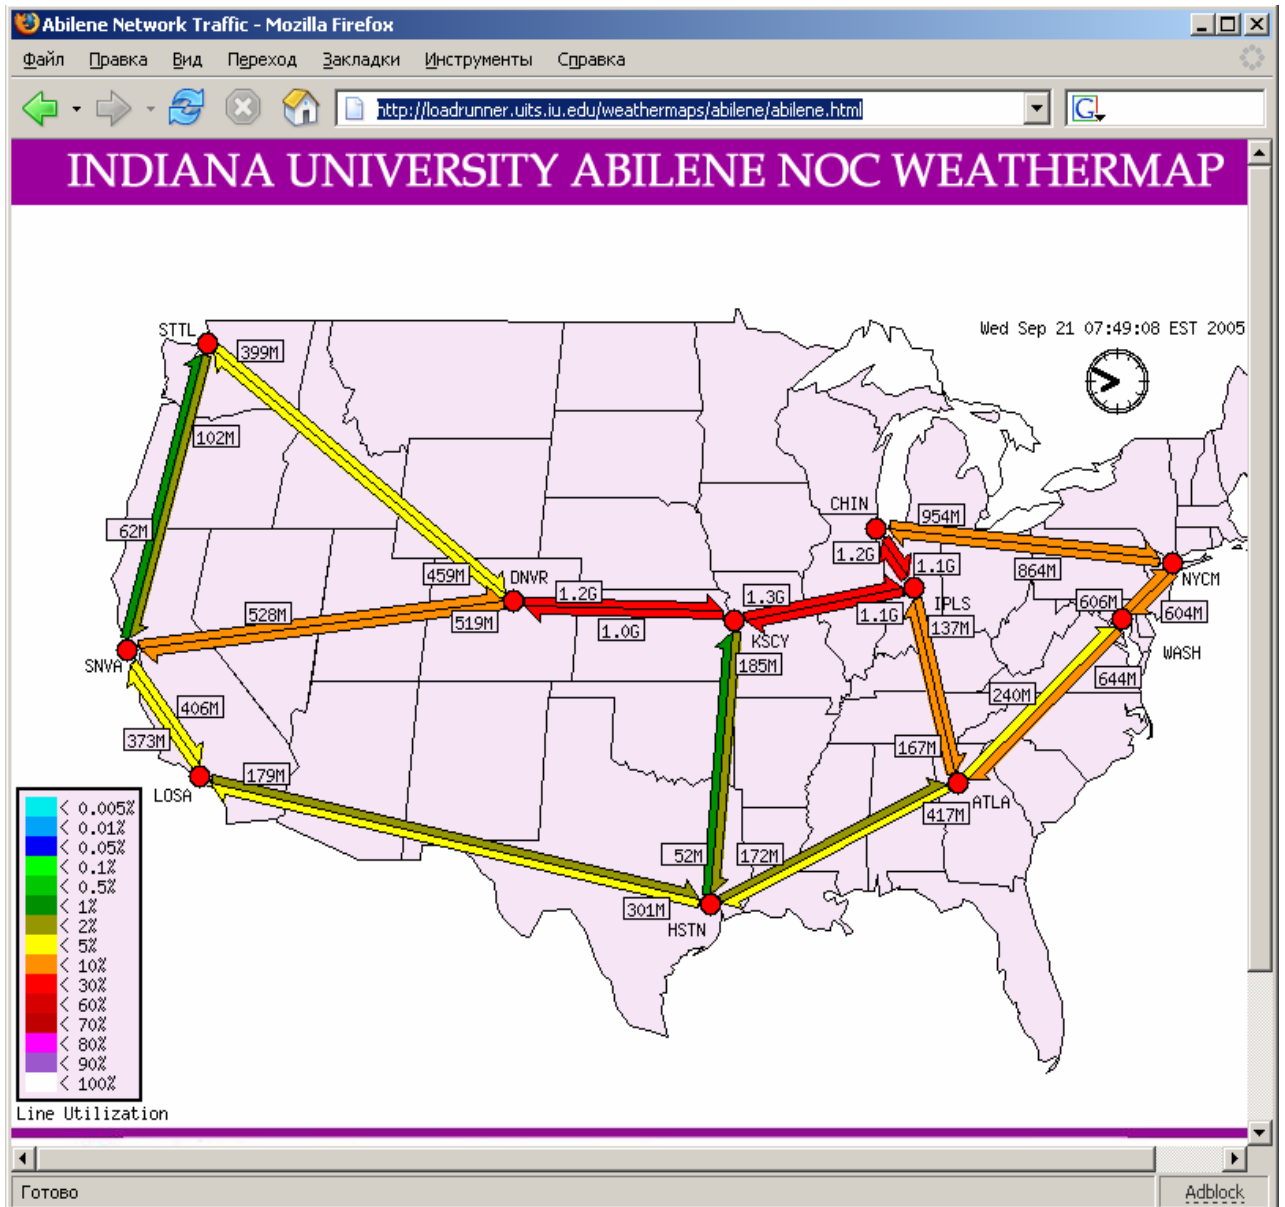 Abilene Network Traffic - Mozilla Firefox
Файл Правка Вид Переход Закладки Инструменты Справка
http://loadrunner.uits.iu.edu/weathermaps/abilene/abilene.html
G
INDIANA UNIVERSITY ABILENE NOC WEATHERMAP
Wed Sep 21 07:49:08 EST 2005
STTL
399M
102M
62M
CHIN
954M
1.2G
1.1G
864M
NYCM
459M
DNVR
1.2G
1.3G
606M
604M
528M
519M
1.0G
KSCY
1.1G
IPLS
137M
WASH
SNVA
185M
644M
406M
240M
373M
167M
179M
LOSA
ATLA
417M
52M
172M
301M
HSTN
< 0.005%
< 0.01%
< 0.05%
< 0.1%
< 0.5%
< 1%
< 2%
< 5%
< 10%
< 30%
< 60%
< 70%
< 80%
< 90%
< 100%
Line Utilization
Готово
Adblock